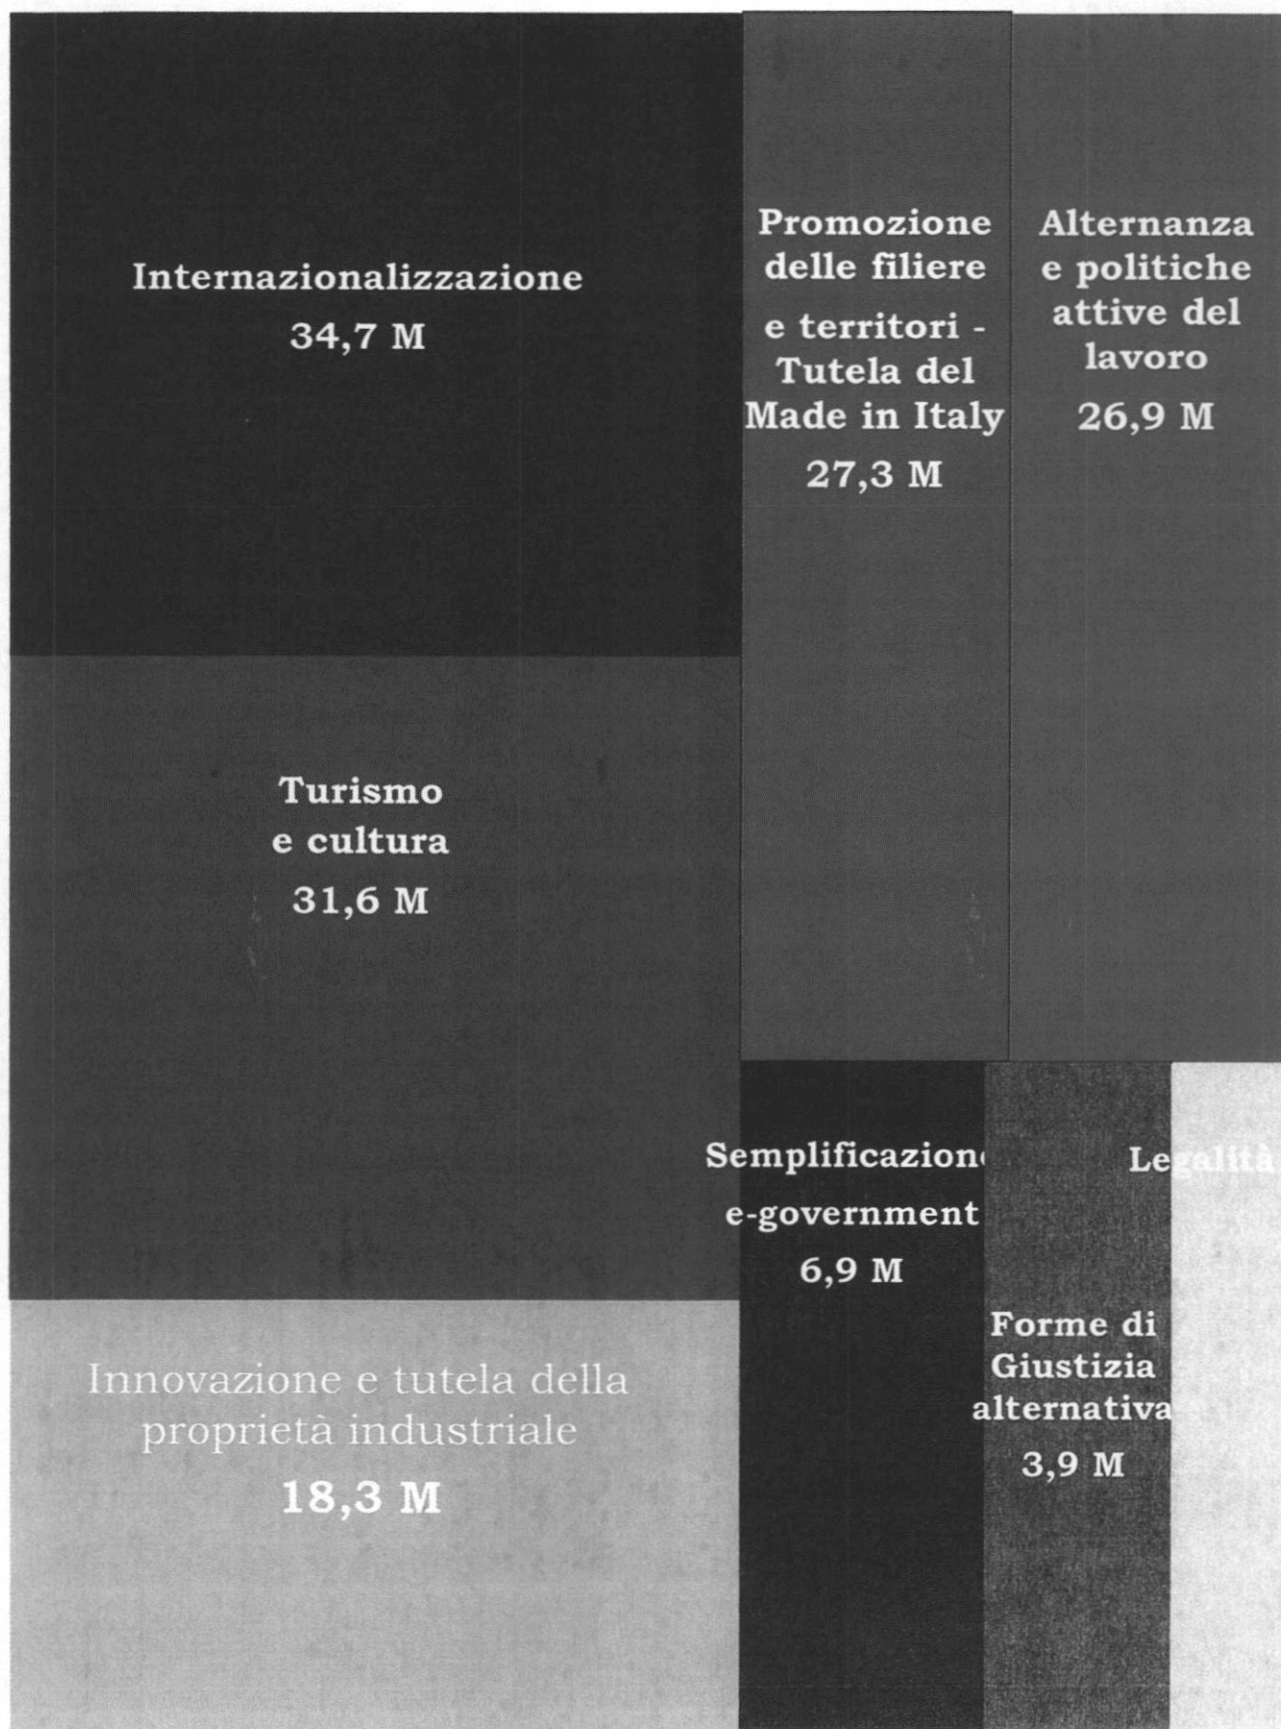 Internazionalizzazione
34,7 M
Promozione
delle filiere
e territori -
Tutela del
Made in Italy
27,3 M
Alternanza
e politiche
attive del
lavoro
26,9 M
Turismo
e cultura
31,6 M
Semplificazione
e-government
6,9 M
Legalità
Forme di
Giustizia
alternativa
3,9 M
Innovazione e tutela della
proprietà industriale
18,3 M